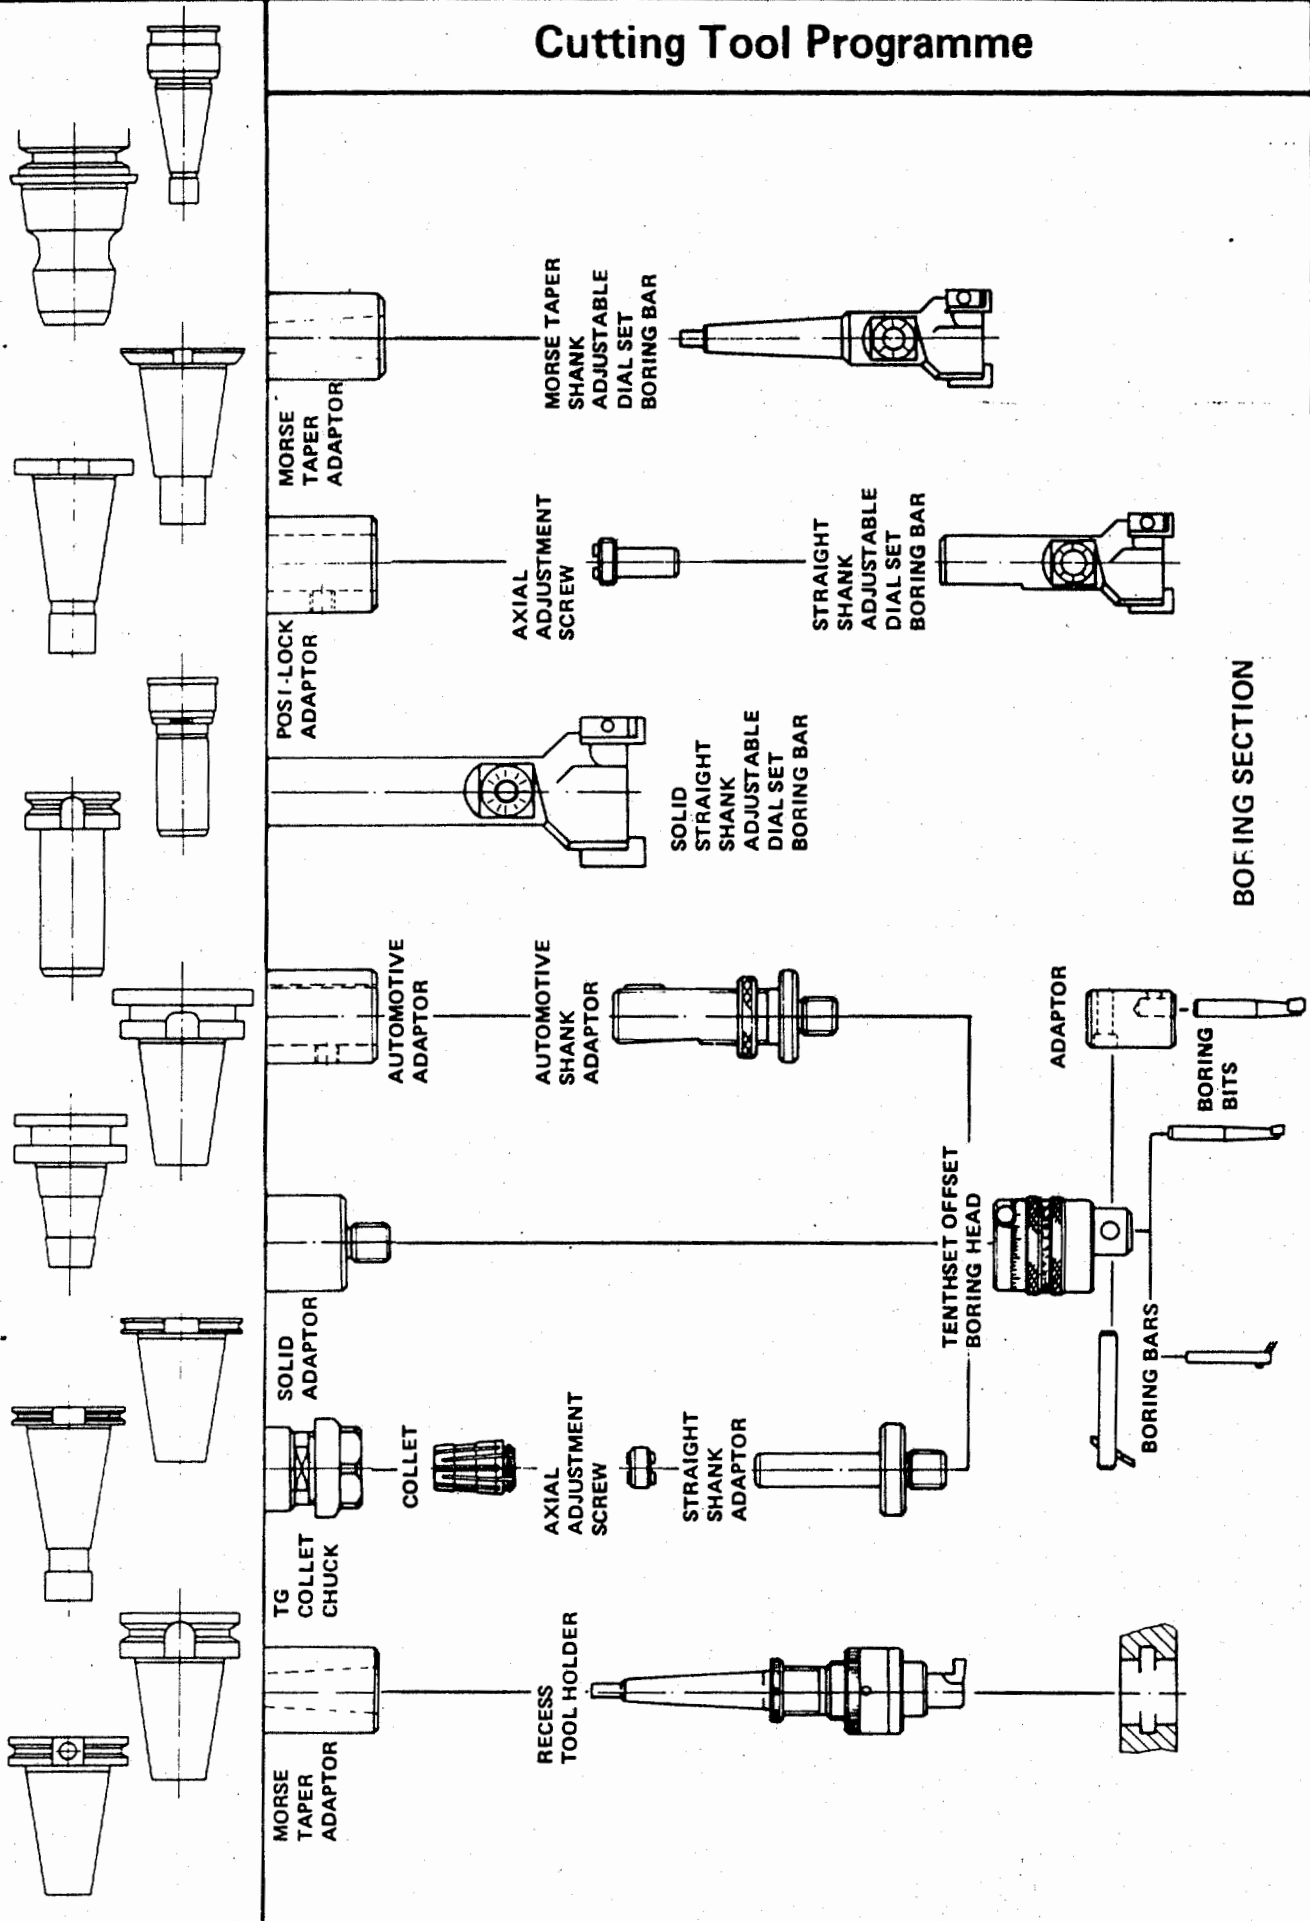 Cutting Tool Programme
MORSE
TAPER
ADAPTOR
MORSE TAPER
SHANK
ADJUSTABLE
DIAL SET
BORING BAR
POSI-LOCK
ADAPTOR
AXIAL
ADJUSTMENT
SCREW
STRAIGHT
SHANK
ADJUSTABLE
DIAL SET
BORING BAR
SOLID
STRAIGHT
SHANK
ADJUSTABLE
DIAL SET
BORING BAR
BORING SECTION
AUTOMOTIVE
ADAPTOR
AUTOMOTIVE
SHANK
ADAPTOR
ADAPTOR
BORING
BITS
SOLID
ADAPTOR
TENTHSET OFFSET
BORING HEAD
BORING BARS
TG
COLLET
CHUCK
COLLET
AXIAL
ADJUSTMENT
SCREW
STRAIGHT
SHANK
ADAPTOR
MORSE
TAPER
ADAPTOR
RECESS
TOOL HOLDER